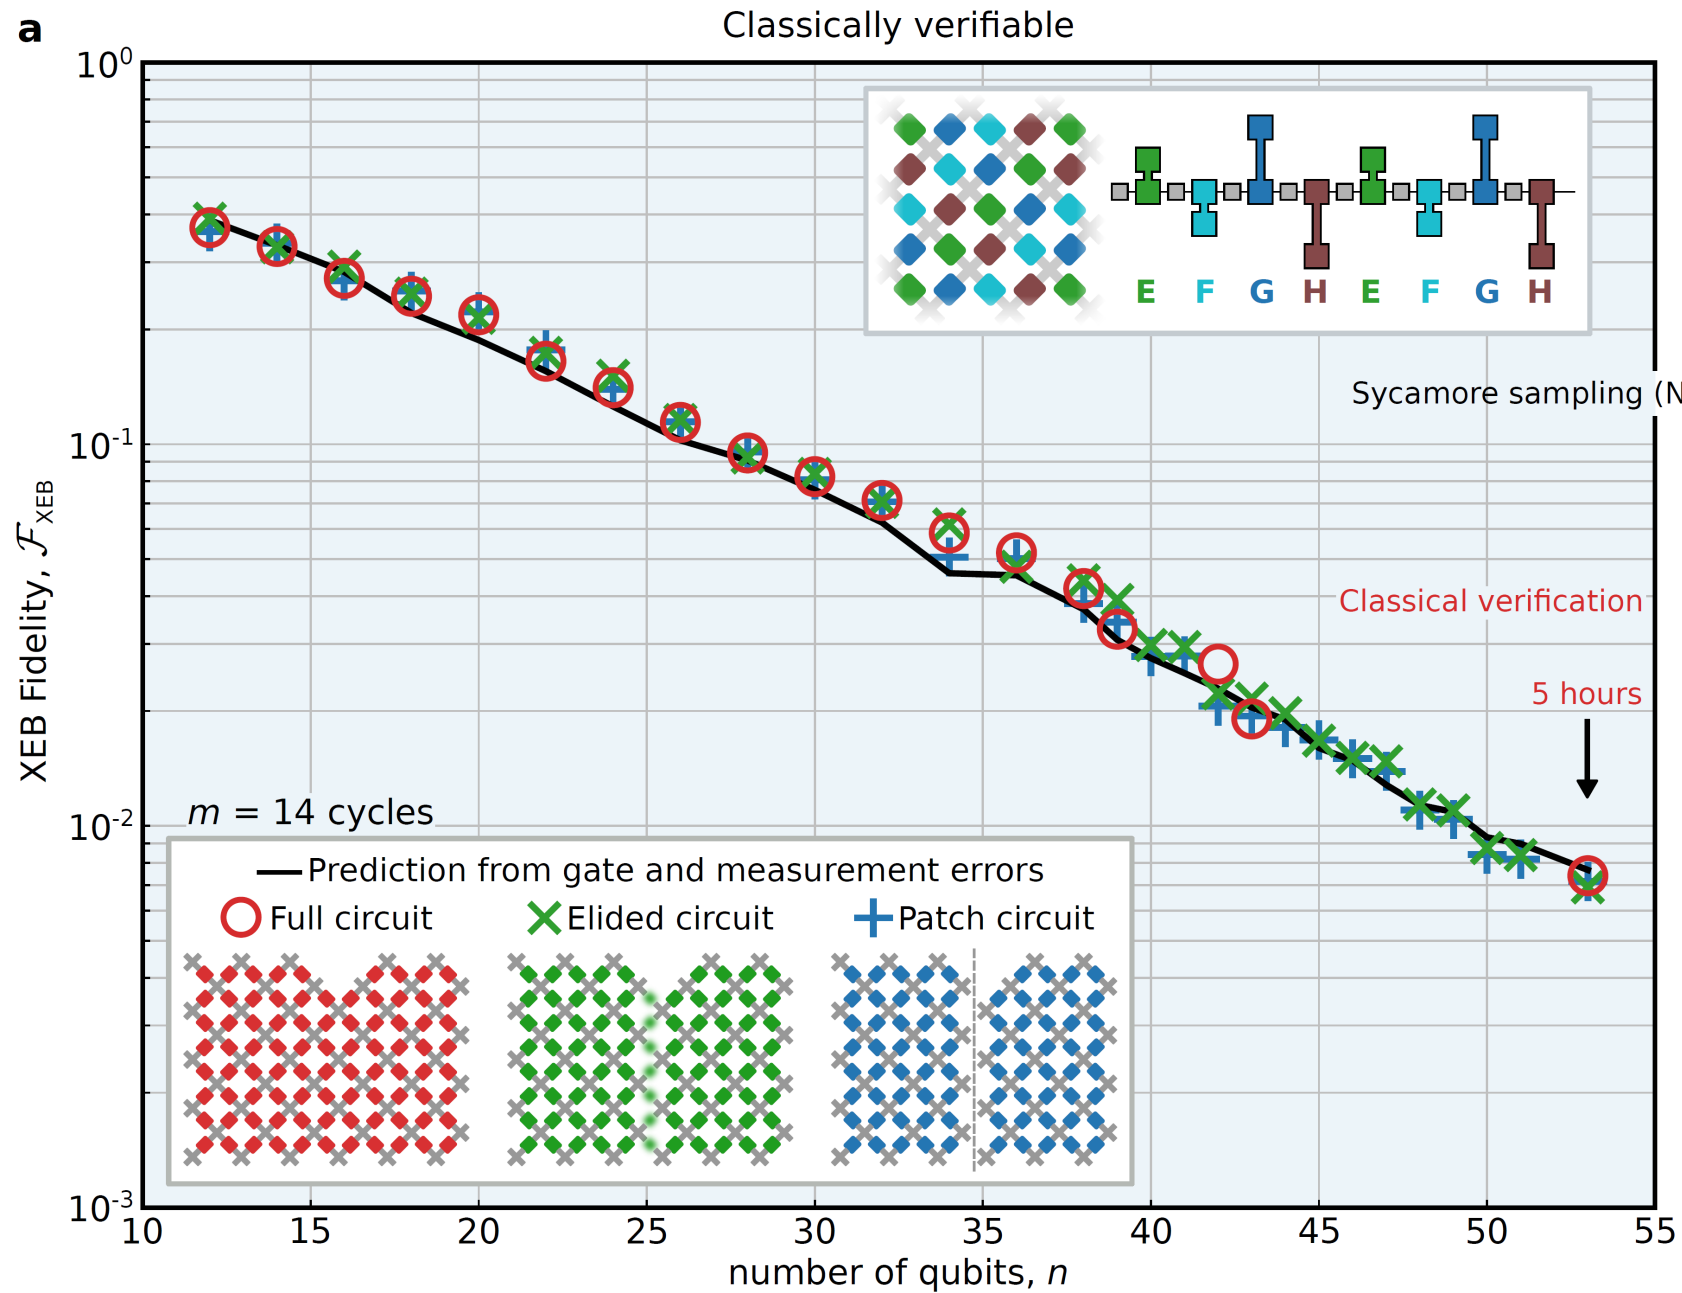 a
Classically verifiable
10^0
10^-1
10^-2
10^-3
XEB Fidelity, ℱ_XEB
E F G H E F G H
Sycamore sampling (N
Classical verification
5 hours
m = 14 cycles
Prediction from gate and measurement errors
Full circuit Elided circuit Patch circuit
10 15 20 25 30 35 40 45 50 55
number of qubits, n